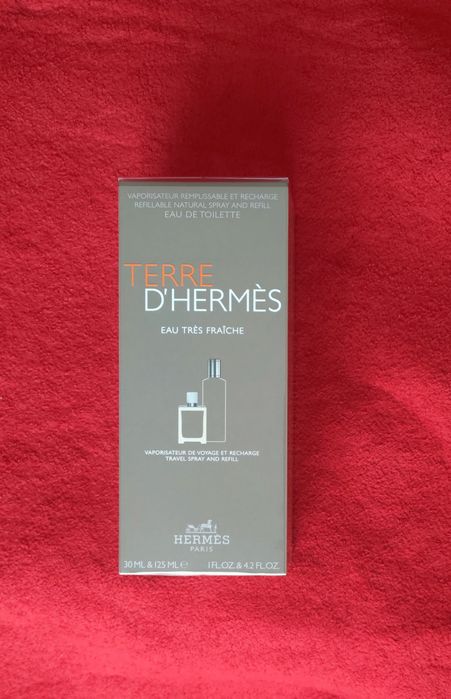 VAPORISATEUR REMPLISSABLE ET RECHARGE
REFILLABLE NATURAL SPRAY AND REFILL
EAU DE TOILETTE
TERRE
D'HERMÈS
EAU TRÈS FRAÎCHE
VAPORISATEUR DE VOYAGE ET RECHARGE
TRAVEL SPRAY AND REFILL
HERMÈS
PARIS
30 ML & 125 ML ℮ 1 FL.OZ. & 4.2 FL.OZ.